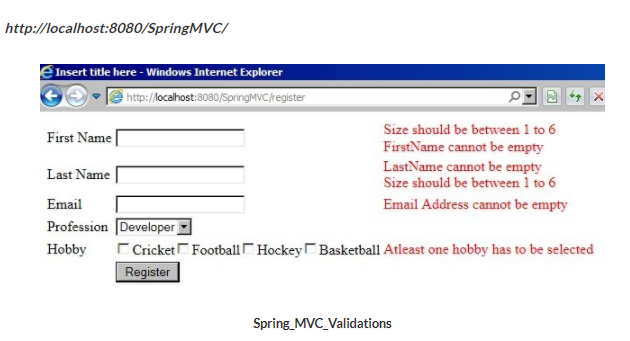 http://localhost:8080/SpringMVC/
Insert title here - Windows Internet Explorer
http://localhost:8080/SpringMVC/register
First Name
Size should be between 1 to 6
FirstName cannot be empty
Last Name
LastName cannot be empty
Size should be between 1 to 6
Email
Email Address cannot be empty
Profession Developer
Hobby Cricket Football Hockey Basketball Atleast one hobby has to be selected
Register
Spring_MVC_Validations